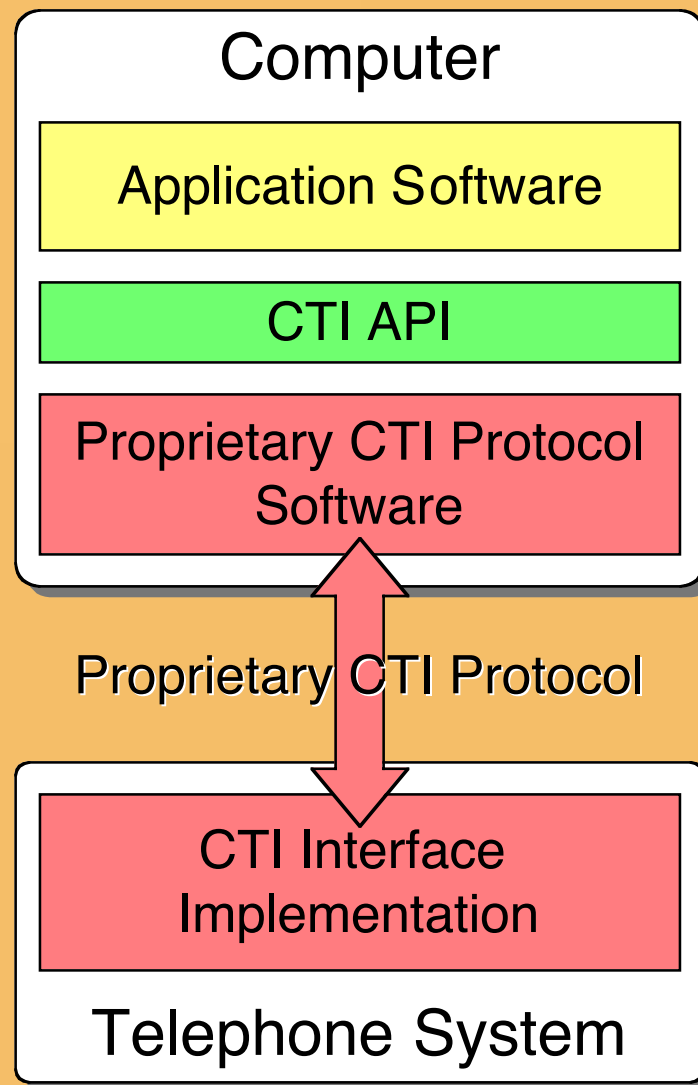 Computer
Application Software
CTI API
Proprietary CTI Protocol
Software
Proprietary CTI Protocol
CTI Interface
Implementation
Telephone System